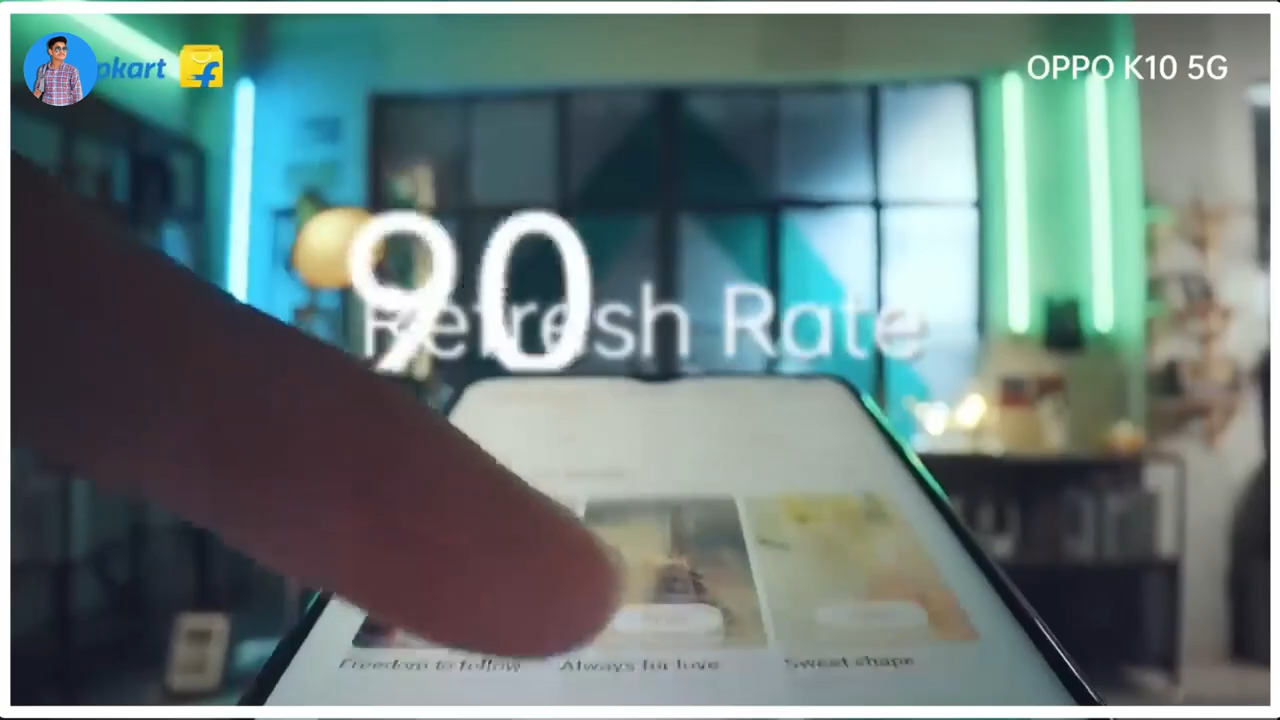 pkart
OPPO K10 5G
90
Refresh Rate
Freedom to follow
Always for love
Sweet shape